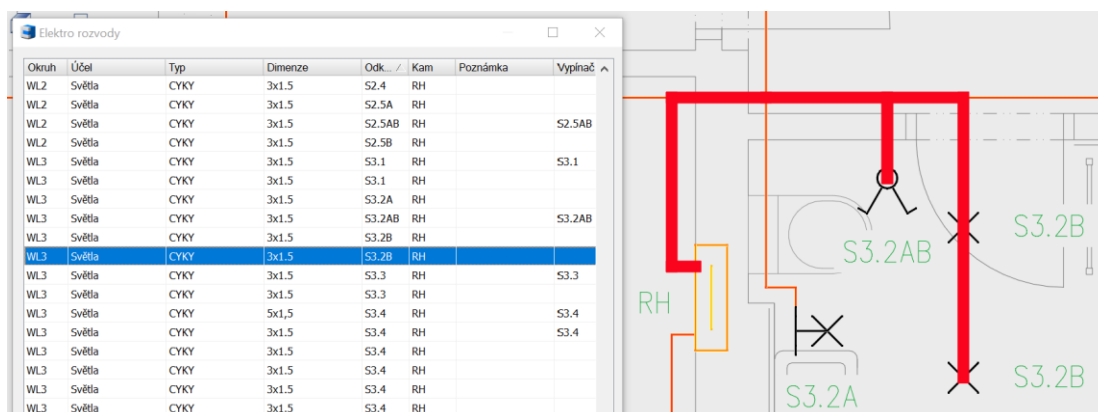 Elektro rozvody
Okruh Účel Typ Dimenze Odk... Kam Poznámka Vypínač
WL2 Světla CYKY 3x1.5 S2.4 RH
WL2 Světla CYKY 3x1.5 S2.5A RH
WL2 Světla CYKY 3x1.5 S2.5AB RH S2.5AB
WL2 Světla CYKY 3x1.5 S2.5B RH
WL3 Světla CYKY 3x1.5 S3.1 RH S3.1
WL3 Světla CYKY 3x1.5 S3.1 RH
WL3 Světla CYKY 3x1.5 S3.2A RH
WL3 Světla CYKY 3x1.5 S3.2AB RH S3.2AB
WL3 Světla CYKY 3x1.5 S3.2B RH
WL3 Světla CYKY 3x1.5 S3.2B RH
WL3 Světla CYKY 3x1.5 S3.3 RH S3.3
WL3 Světla CYKY 3x1.5 S3.3 RH
WL3 Světla CYKY 5x1,5 S3.4 RH S3.4
WL3 Světla CYKY 3x1,5 S3.4 RH S3.4
WL3 Světla CYKY 3x1.5 S3.4 RH
WL3 Světla CYKY 3x1.5 S3.4 RH
WL3 Světla CYKY 3x1.5 S3.4 RH
WL3 Světla CYKY 3x1.5 S3.4 RH
S3.2B
S3.2AB
RH
S3.2B
S3.2A